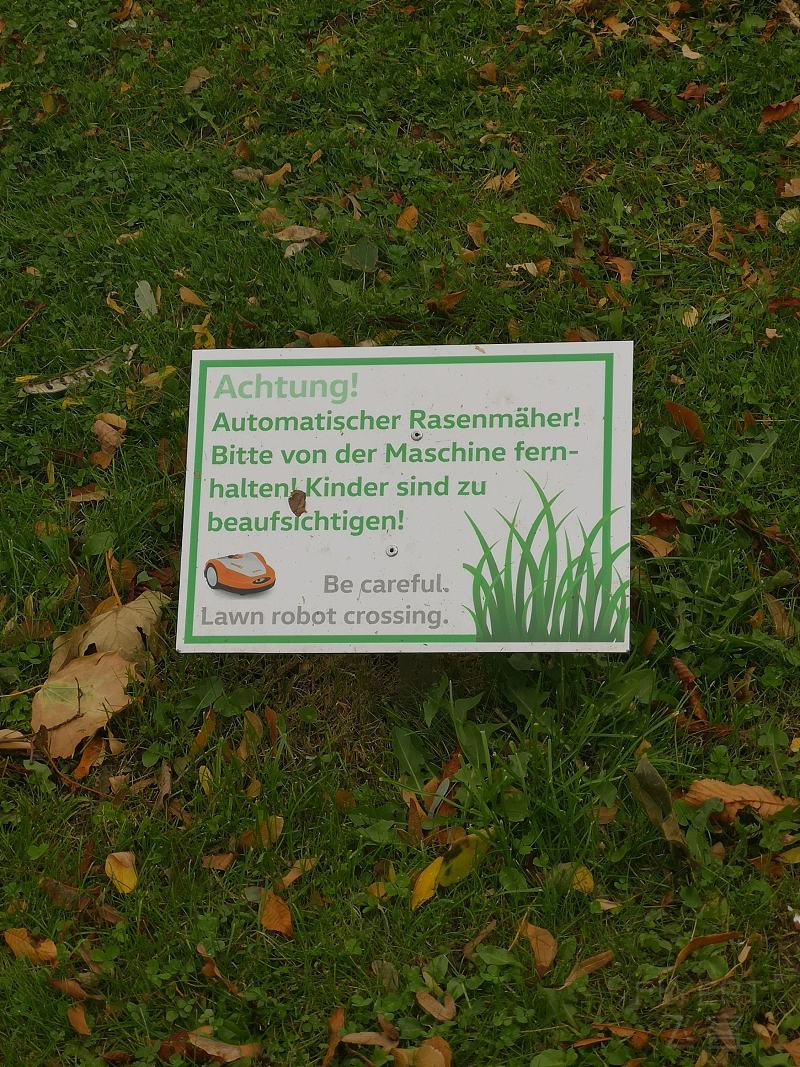 Achtung!
Automatischer Rasenmäher!
Bitte von der Maschine fern-
halten! Kinder sind zu
beaufsichtigen!
Be careful.
Lawn robot crossing.